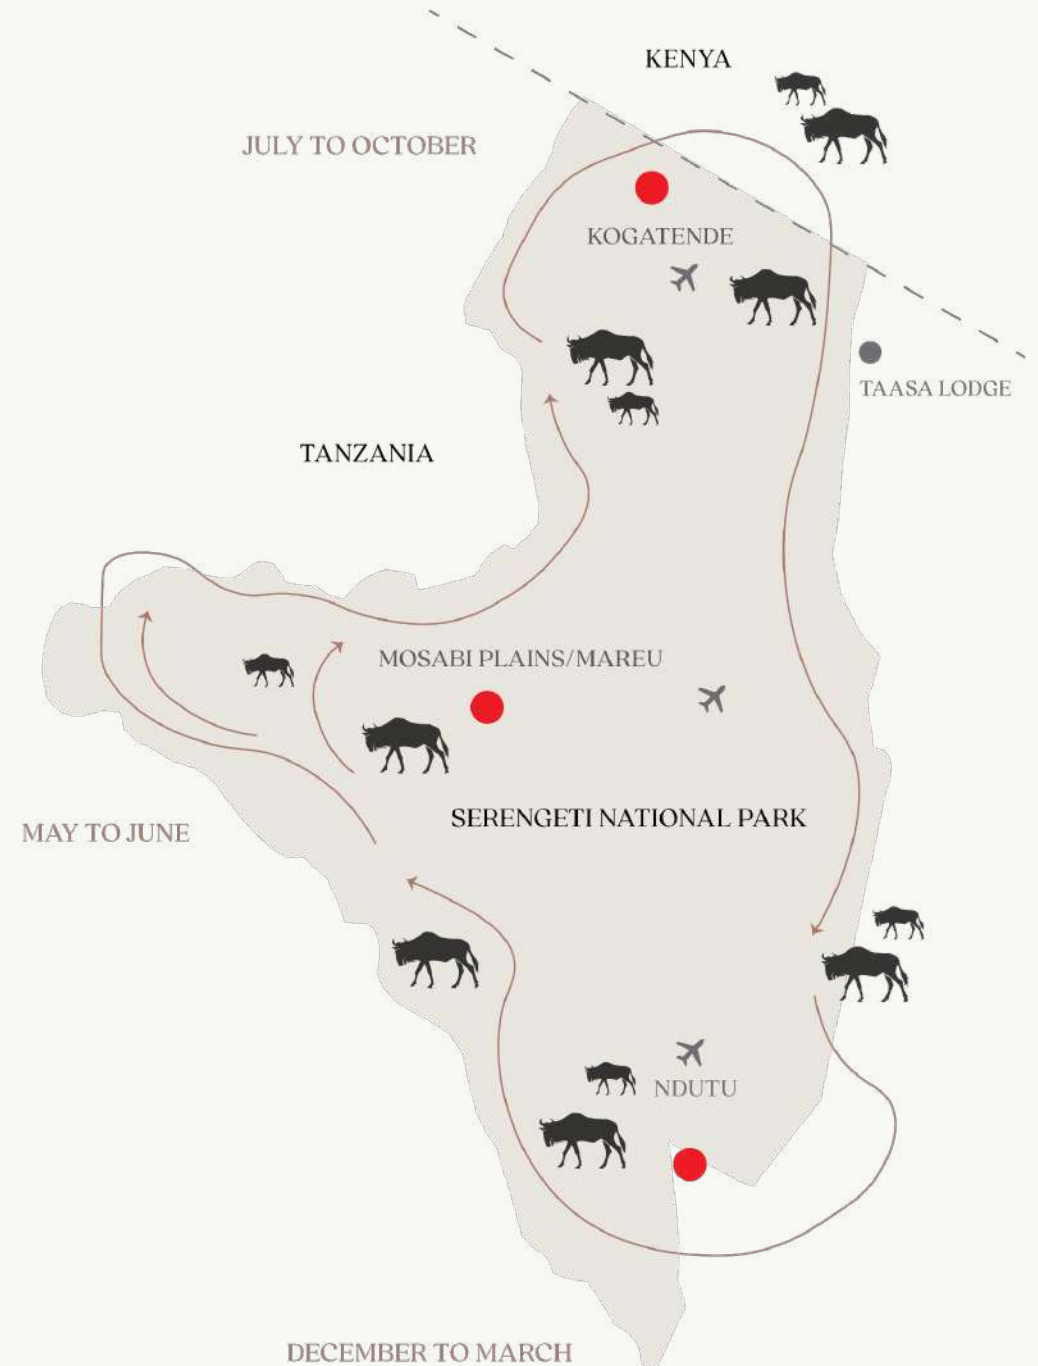 KENYA
JULY TO OCTOBER
KOGATENDE
TAASA LODGE
TANZANIA
MOSABI PLAINS/MAREU
SERENGETI NATIONAL PARK
MAY TO JUNE
NDUTU
DECEMBER TO MARCH